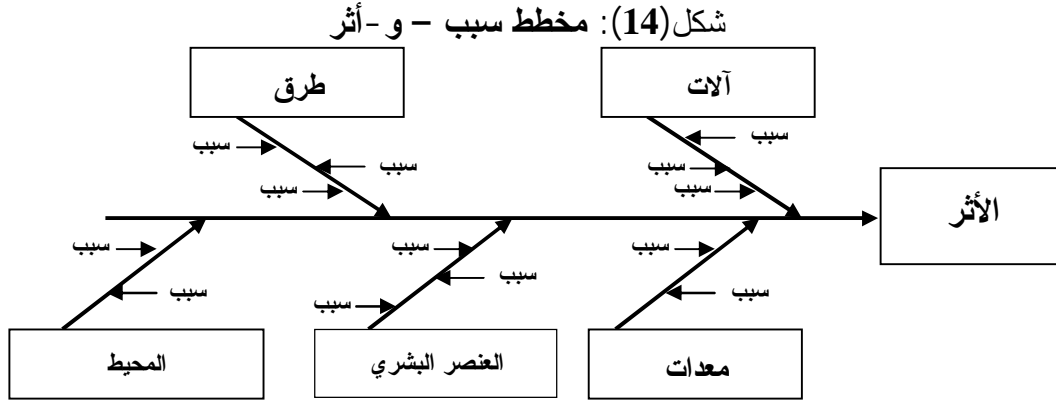 شكل(14): مخطط سبب – و -أثر
آلات
طرق
سبب
سبب
سبب
سبب
سبب
سبب
الأثر
سبب
سبب
سبب
سبب
سبب
سبب
سبب
معدات
العنصر البشري
المحيط